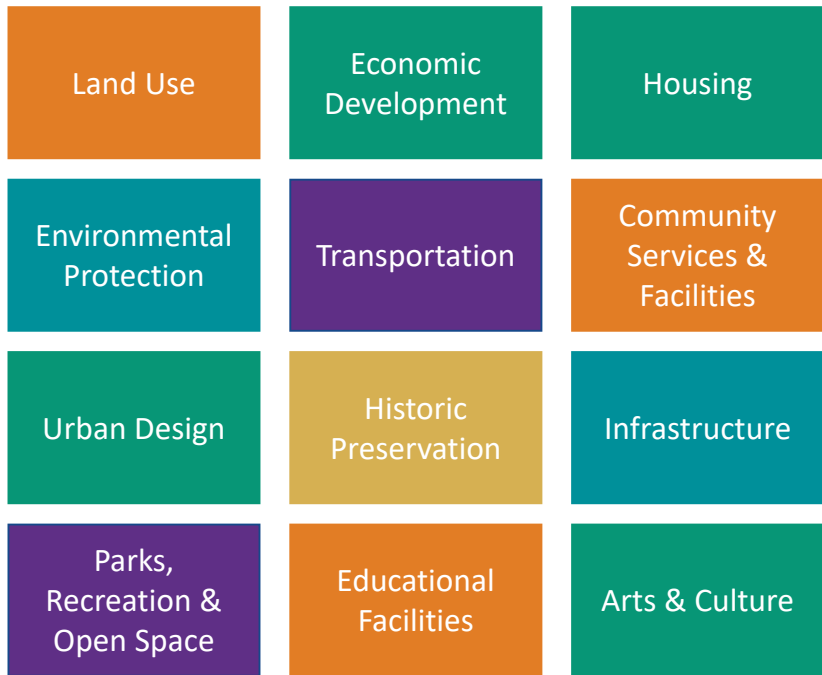 Land Use
Economic
Development
Housing
Environmental
Protection
Transportation
Community
Services &
Facilities
Urban Design
Historic
Preservation
Infrastructure
Parks,
Recreation &
Open Space
Educational
Facilities
Arts & Culture